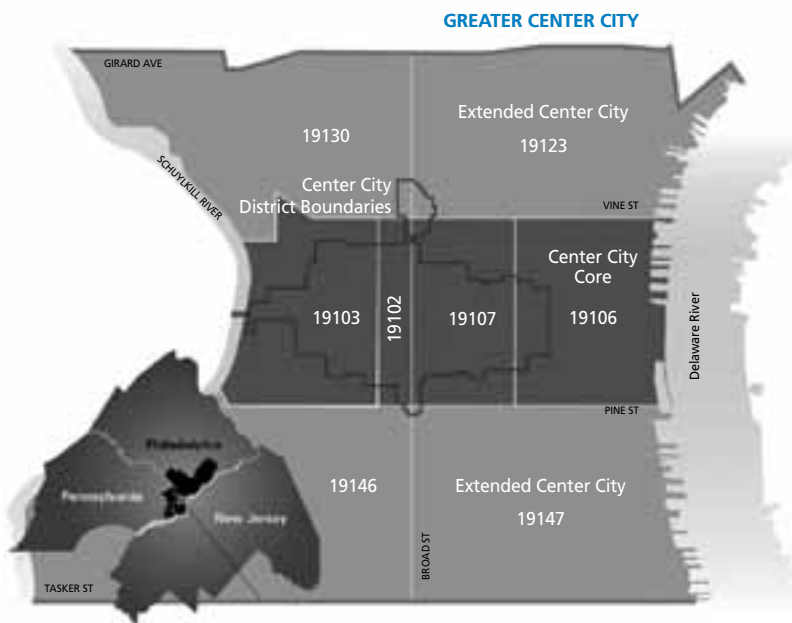 GREATER CENTER CITY
GIRARD AVE
Extended Center City
19130
19123
SCHUYLKILL RIVER
Center City
District Boundaries
VINE ST
Center City
Core
19103
19102
19107
19106
Delaware River
PINE ST
Philadelphia
Pennsylvania
New Jersey
19146
Extended Center City
19147
BROAD ST
TASKER ST